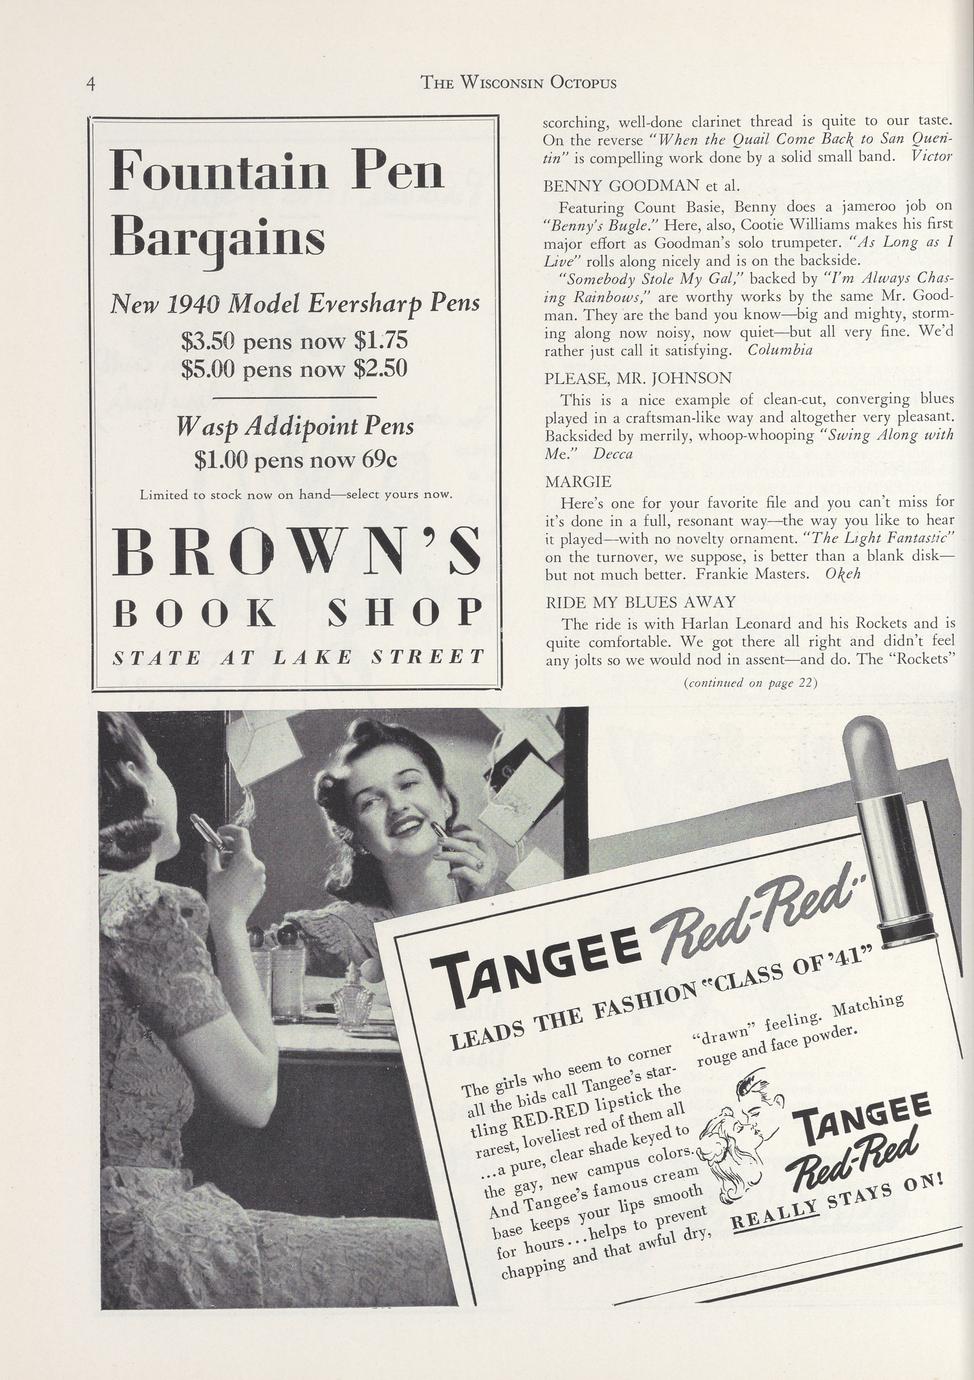 4
THE WISCONSIN OCTOPUS
Fountain Pen
Bargains
New 1940 Model Eversharp Pens
$3.50 pens now $1.75
$5.00 pens now $2.50
Wasp Addipoint Pens
$1.00 pens now 69c
Limited to stock now on hand—select yours now.
BROWN'S
BOOK SHOP
STATE AT LAKE STREET
scorching, well-done clarinet thread is quite to our taste.
On the reverse "When the Quail Come Back to San Quen-
tin" is compelling work done by a solid small band. Victor
BENNY GOODMAN et al.
Featuring Count Basie, Benny does a jameroo job on
"Benny's Bugle." Here, also, Cootie Williams makes his first
major effort as Goodman's solo trumpeter. "As Long as I
Live" rolls along nicely and is on the backside.
"Somebody Stole My Gal," backed by "I'm Always Chas-
ing Rainbows," are worthy works by the same Mr. Good-
man. They are the band you know—big and mighty, storm-
ing along now noisy, now quiet—but all very fine. We'd
rather just call it satisfying. Columbia
PLEASE, MR. JOHNSON
This is a nice example of clean-cut, converging blues
played in a craftsman-like way and altogether very pleasant.
Backsided by merrily, whoop-whooping "Swing Along with
Me." Decca
MARGIE
Here's one for your favorite file and you can't miss for
it's done in a full, resonant way—the way you like to hear
it played—with no novelty ornament. "The Light Fantastic"
on the turnover, we suppose, is better than a blank disk—
but not much better. Frankie Masters. Okeh
RIDE MY BLUES AWAY
The ride is with Harlan Leonard and his Rockets and is
quite comfortable. We got there all right and didn't feel
any jolts so we would nod in assent—and do. The "Rockets"
(continued on page 22)
TANGEE Red-Red..
LEADS THE FASHION "CLASS OF '41"
The girls who seem to corner
all the bids call Tangee's star-
tling RED-RED lipstick the
rarest, loveliest red of them all
...a pure, clear shade keyed to
the gay, new campus colors.
And Tangee's famous cream
base keeps your lips smooth
for hours...helps to prevent
chapping and that awful dry,
"drawn" feeling. Matching
rouge and face powder.
TANGEE
Red-Red
REALLY STAYS ON!